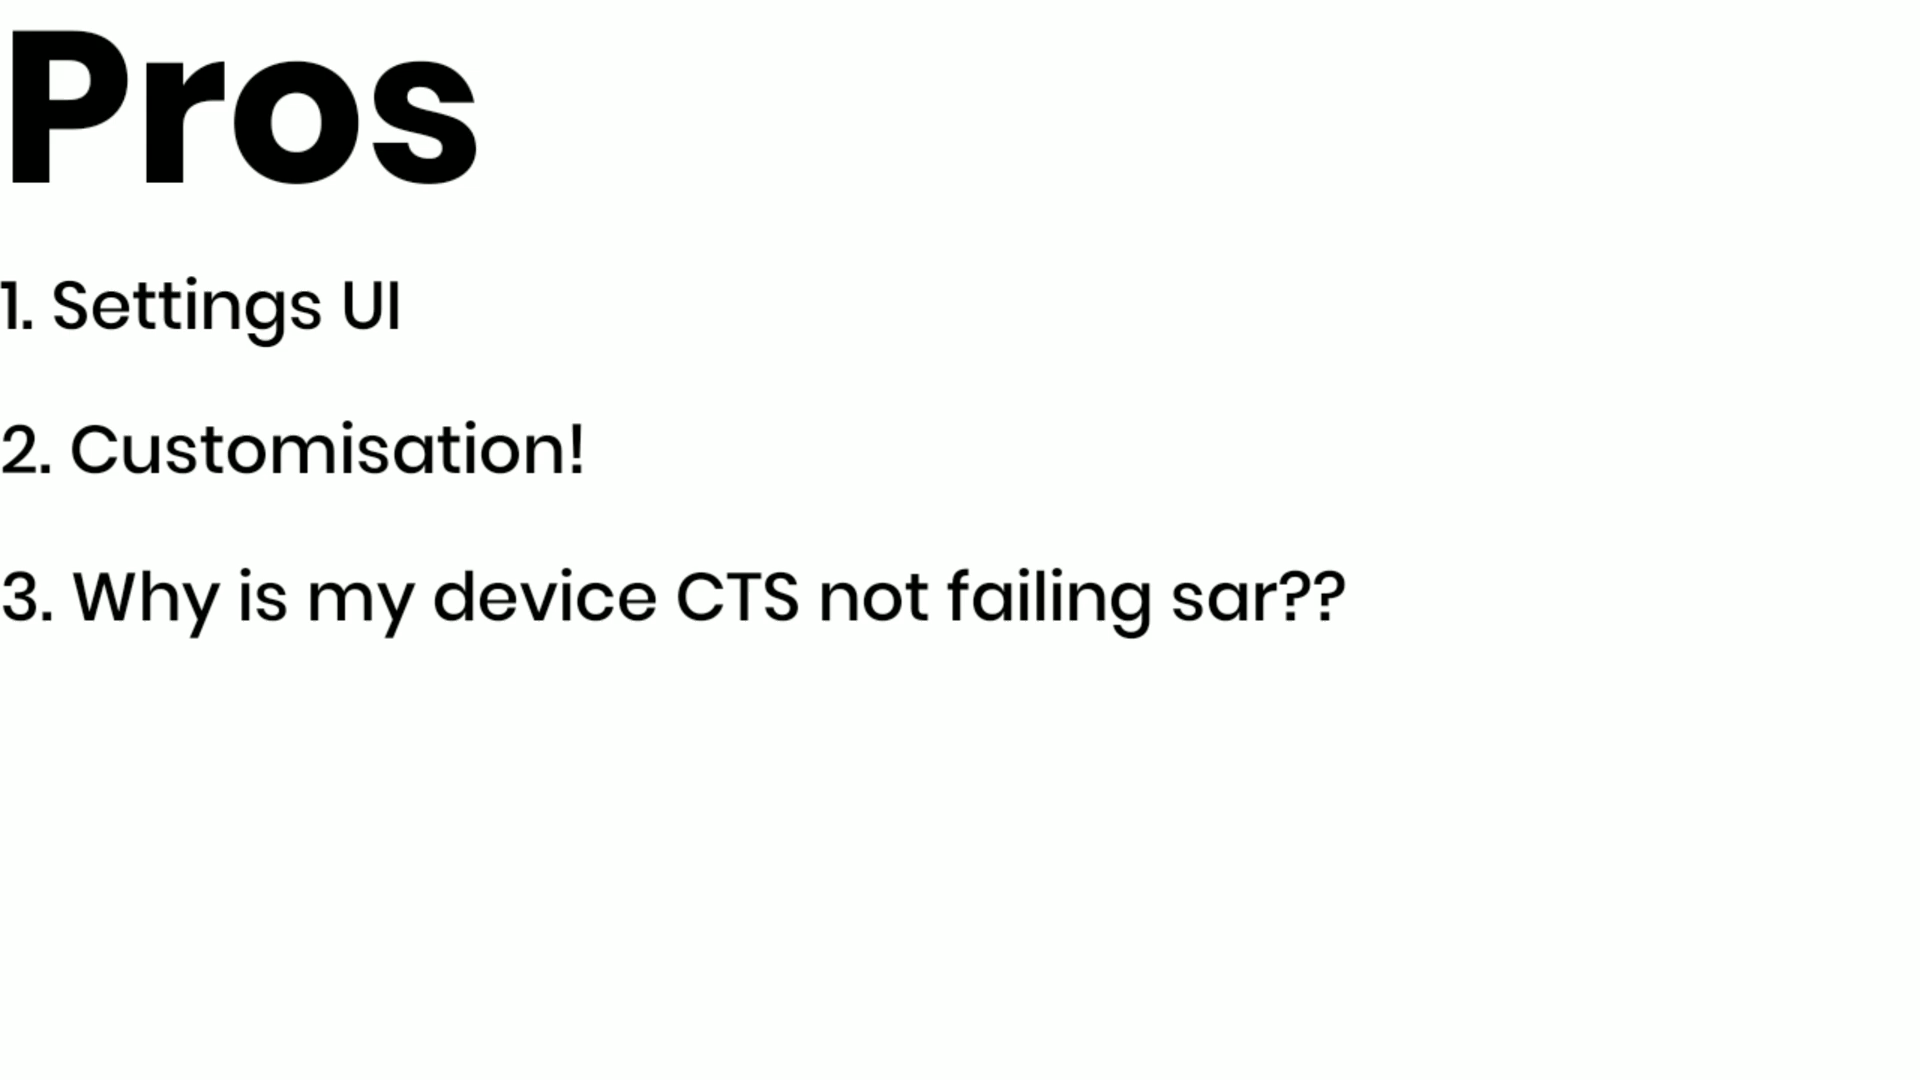 Pros
1. Settings UI
2. Customisation!
3. Why is my device CTS not failing sar??